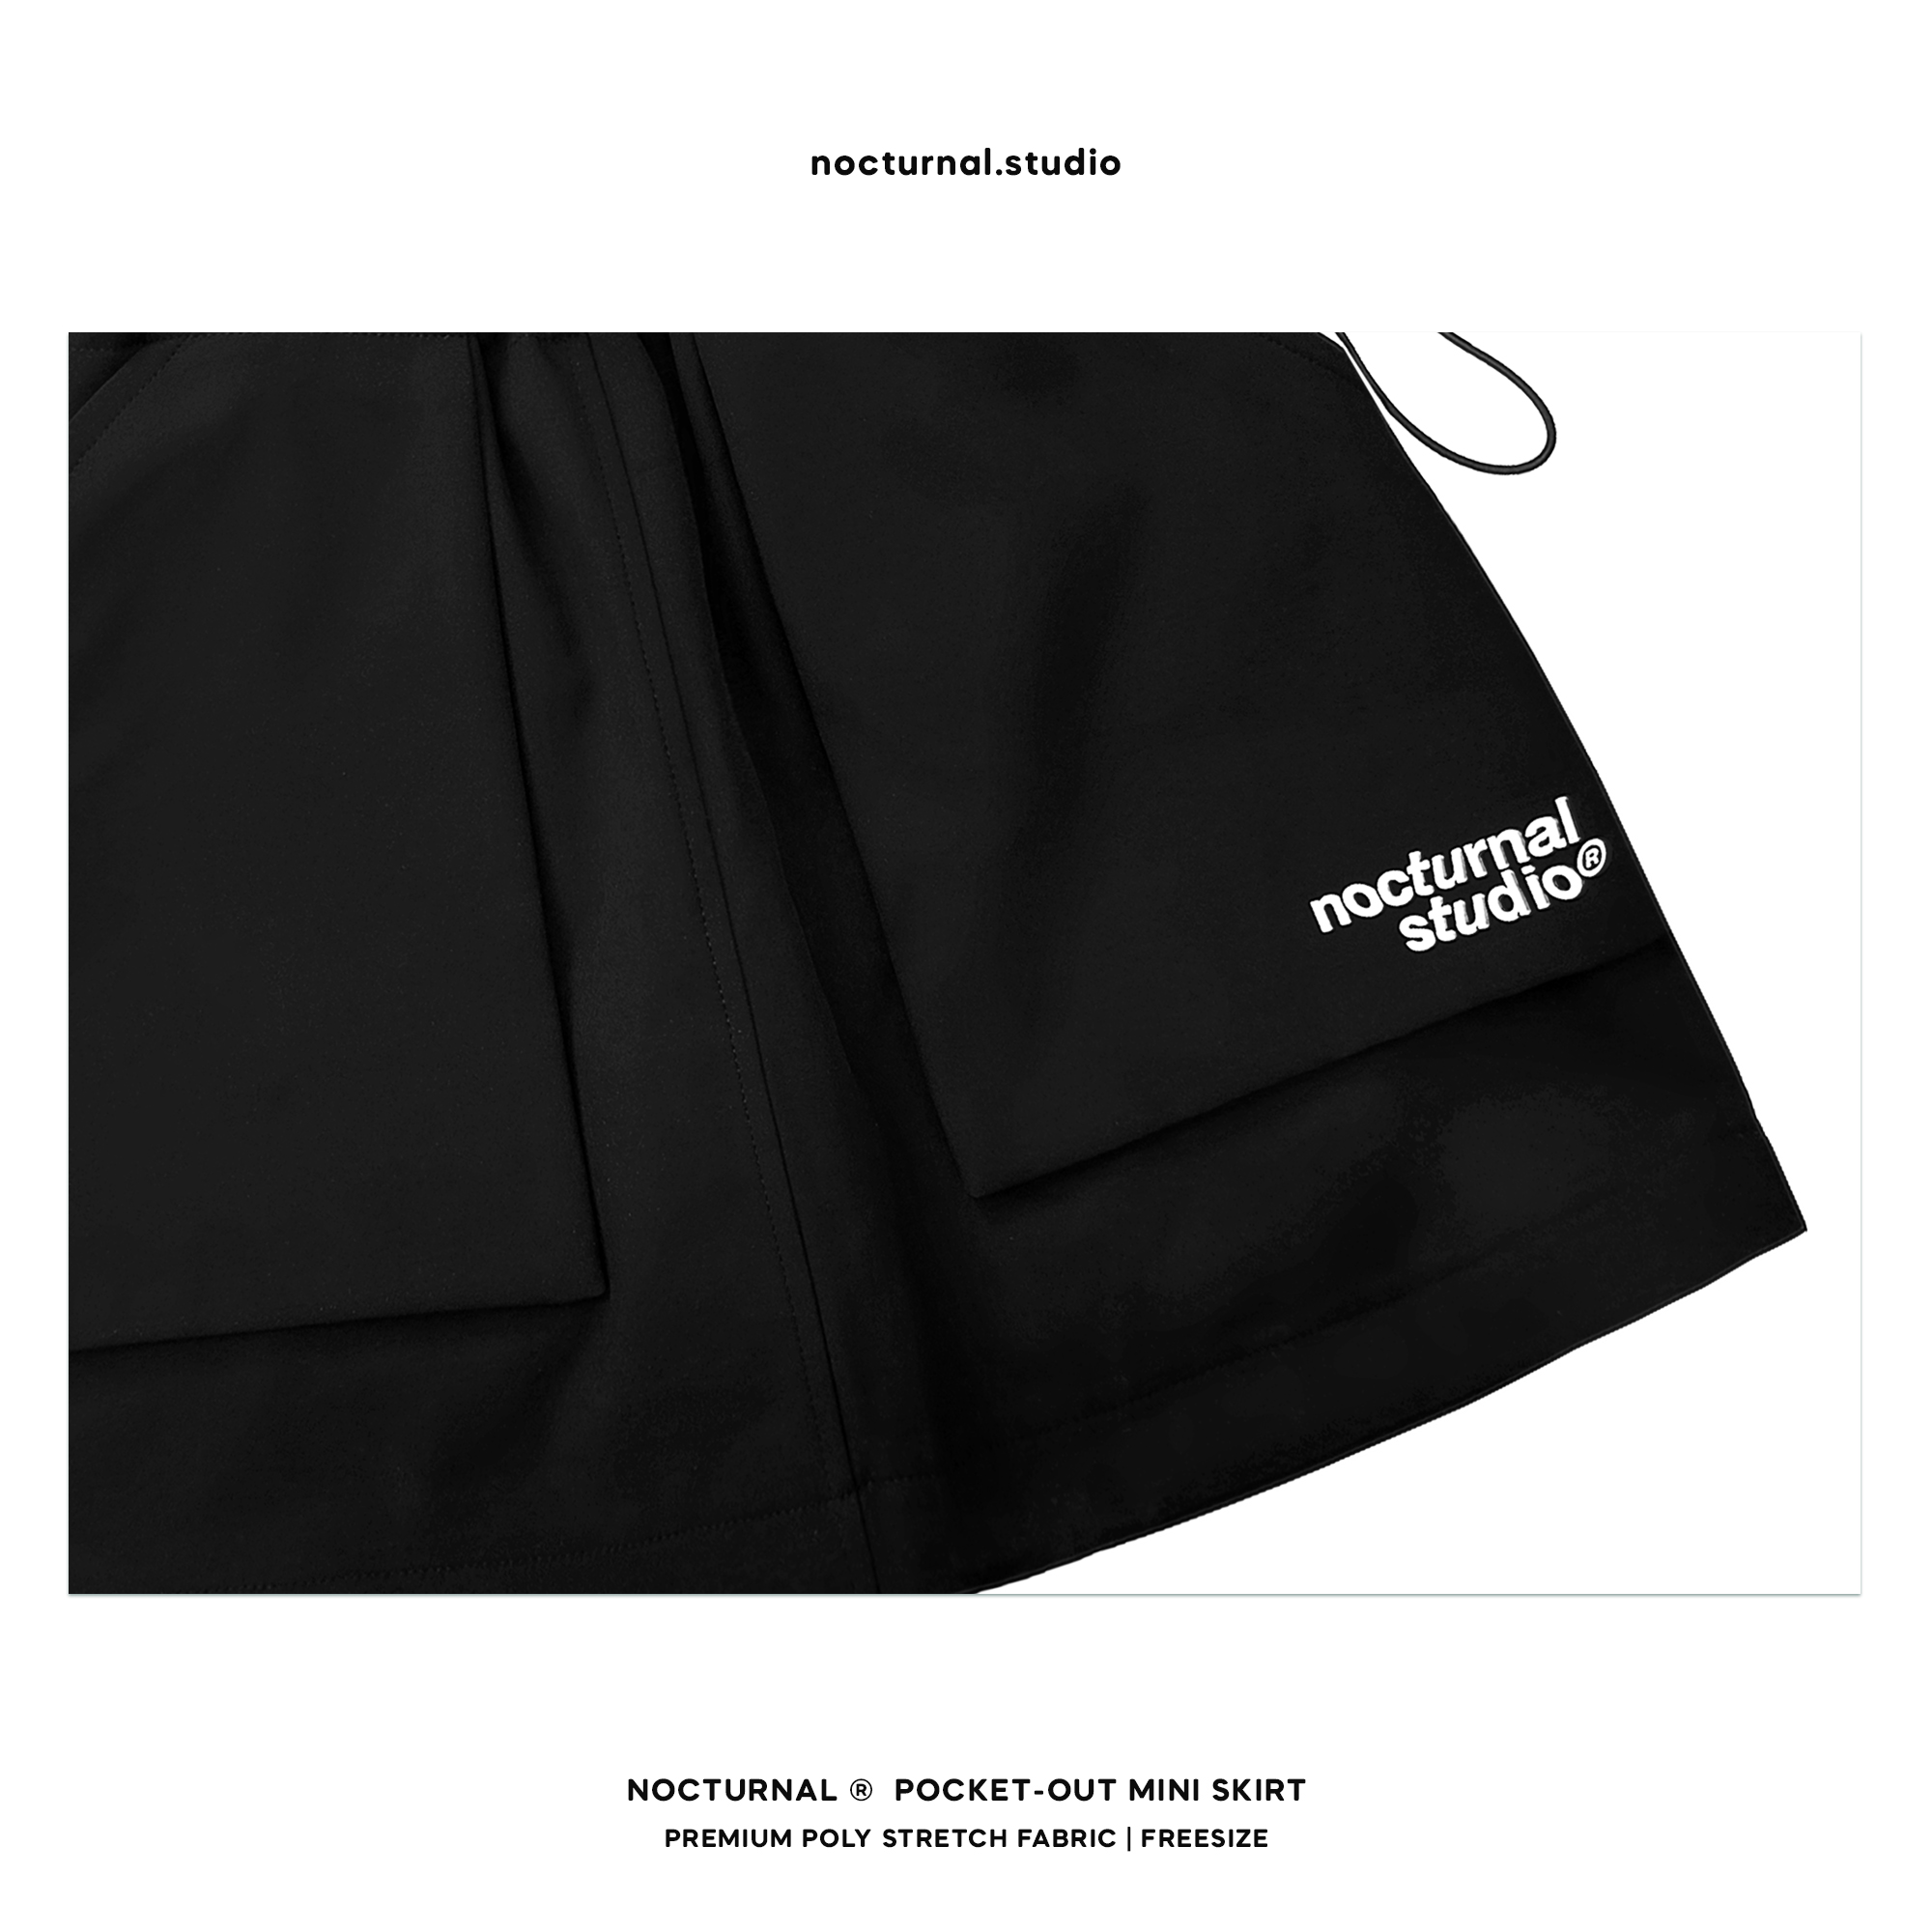 nocturnal.studio
nocturnal
studio®
NOCTURNAL ® POCKET-OUT MINI SKIRT
PREMIUM POLY STRETCH FABRIC | FREESIZE